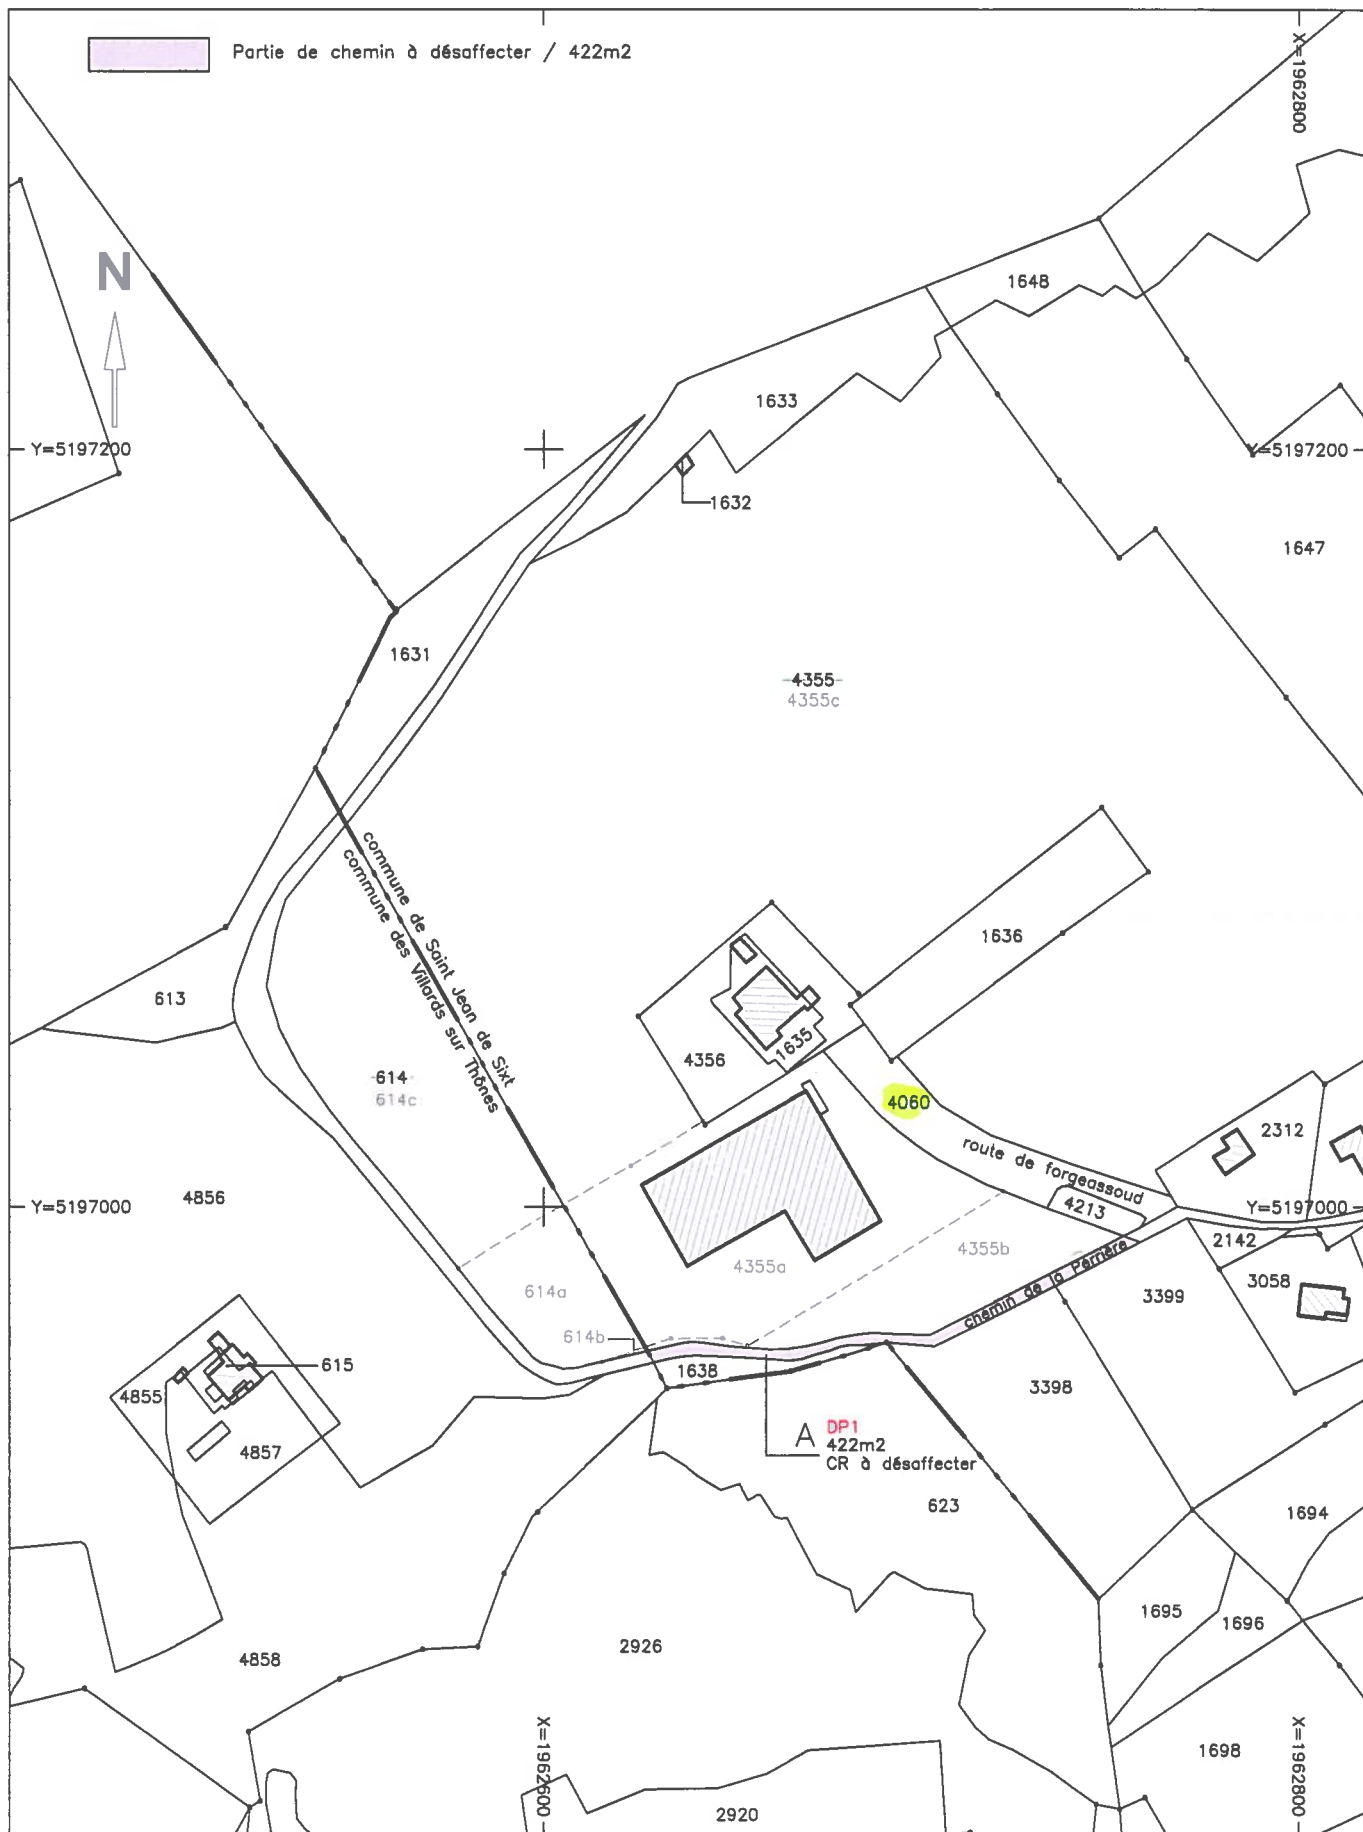 Partie de chemin à désaffecter / 422m2
X=1962800
N
1648
1633
Y=5197200
Y=5197200
1632
1647
1631
4355
4355c
commune de Saint Jean de Sixt
commune des Villards sur Thônes
1636
613
1635
4356
614
614c
4060
2312
route de forgeassoud
4856
Y=5197000
4213
Y=5197000
2142
4355b
4355a
3058
chemin de la Perrière
614a
3399
614b
615
1638
4855
3398
DP1
A
422m2
CR à désaffecter
4857
623
1694
1695
1696
2926
4858
X=1962600
X=1962800
1698
2920